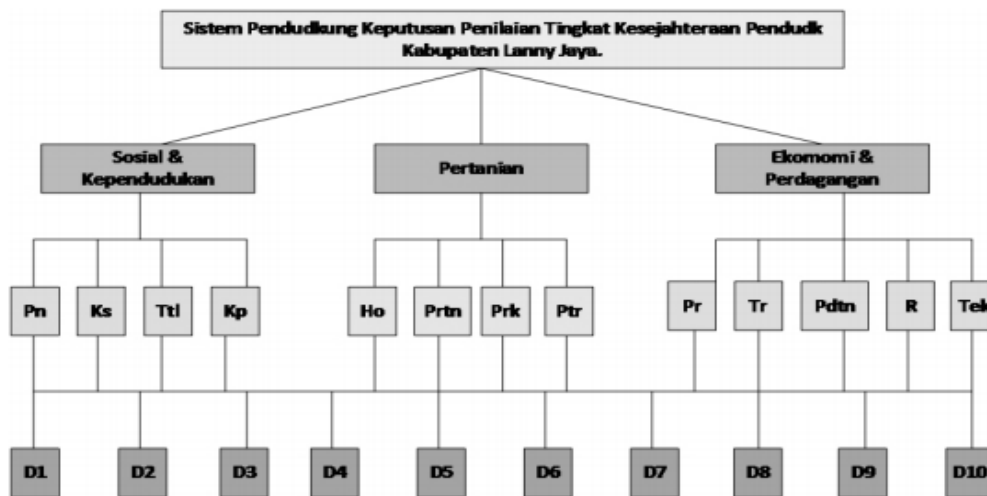 Sistem Pendudkung Keputusan Penilaian Tingkat Kesejahteraan Pendudk
Kabupaten Lanny Jaya.
Sosial &
Kependudukan
Pertanian
Ekomomi &
Perdagangan
Pn
Ks
Ttl
Kp
Ho
Prtn
Prk
Ptr
Pr
Tr
Pdtn
R
Tek
D1
D2
D3
D4
D5
D6
D7
D8
D9
D10